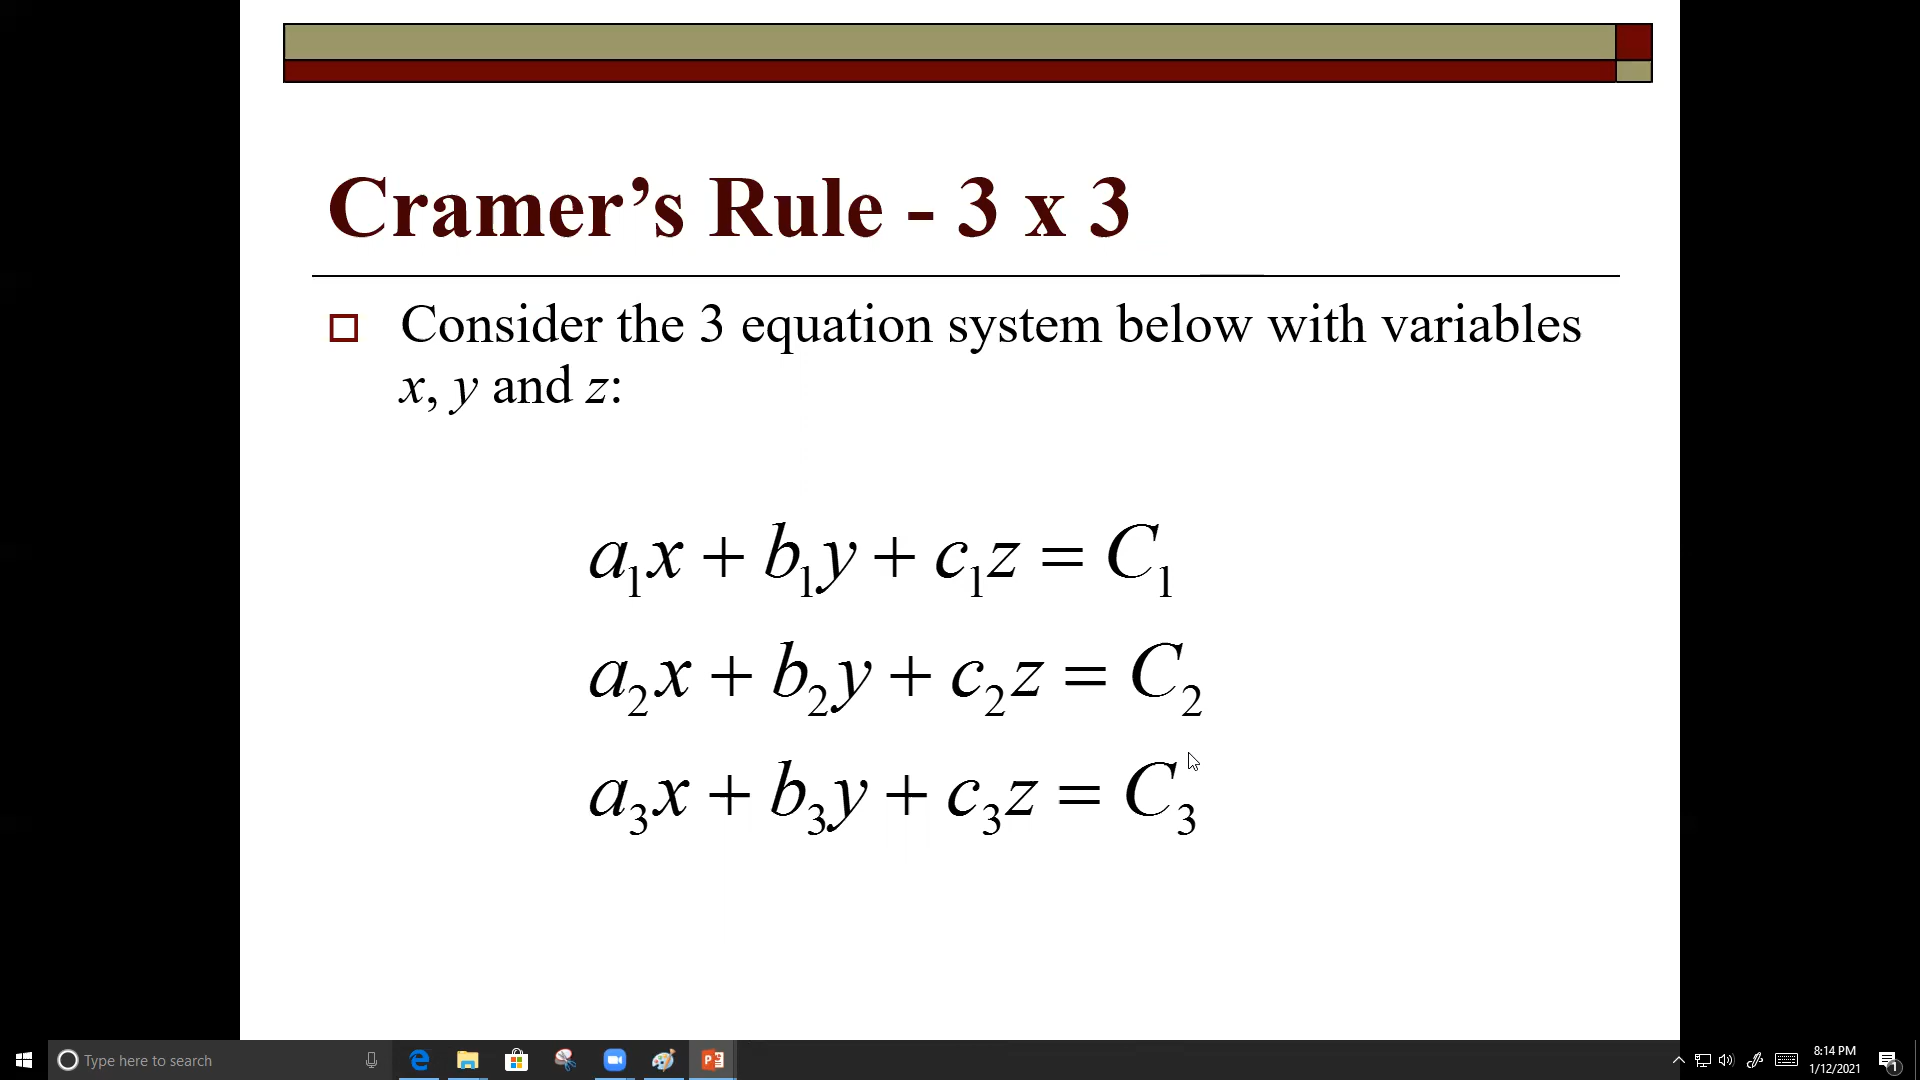 Cramer’s Rule - 3 x 3
Consider the 3 equation system below with variables
x, y and z:
a₁x + b₁y + c₁z = C₁
a₂x + b₂y + c₂z = C₂
a₃x + b₃y + c₃z = C₃
Type here to search
8:14 PM
1/12/2021
1